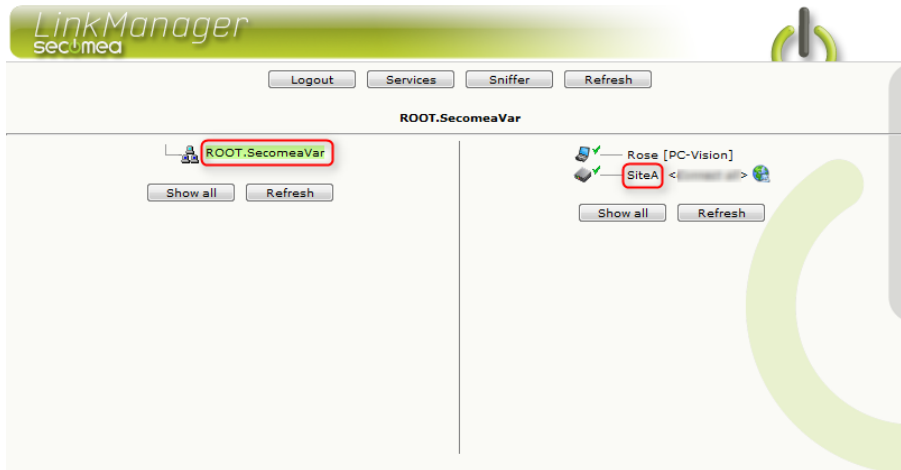 LinkManager
secomea
Logout Services Sniffer Refresh
ROOT.SecomeaVar
ROOT.SecomeaVar
Show all Refresh
Rose [PC-Vision]
SiteA < >
Show all Refresh